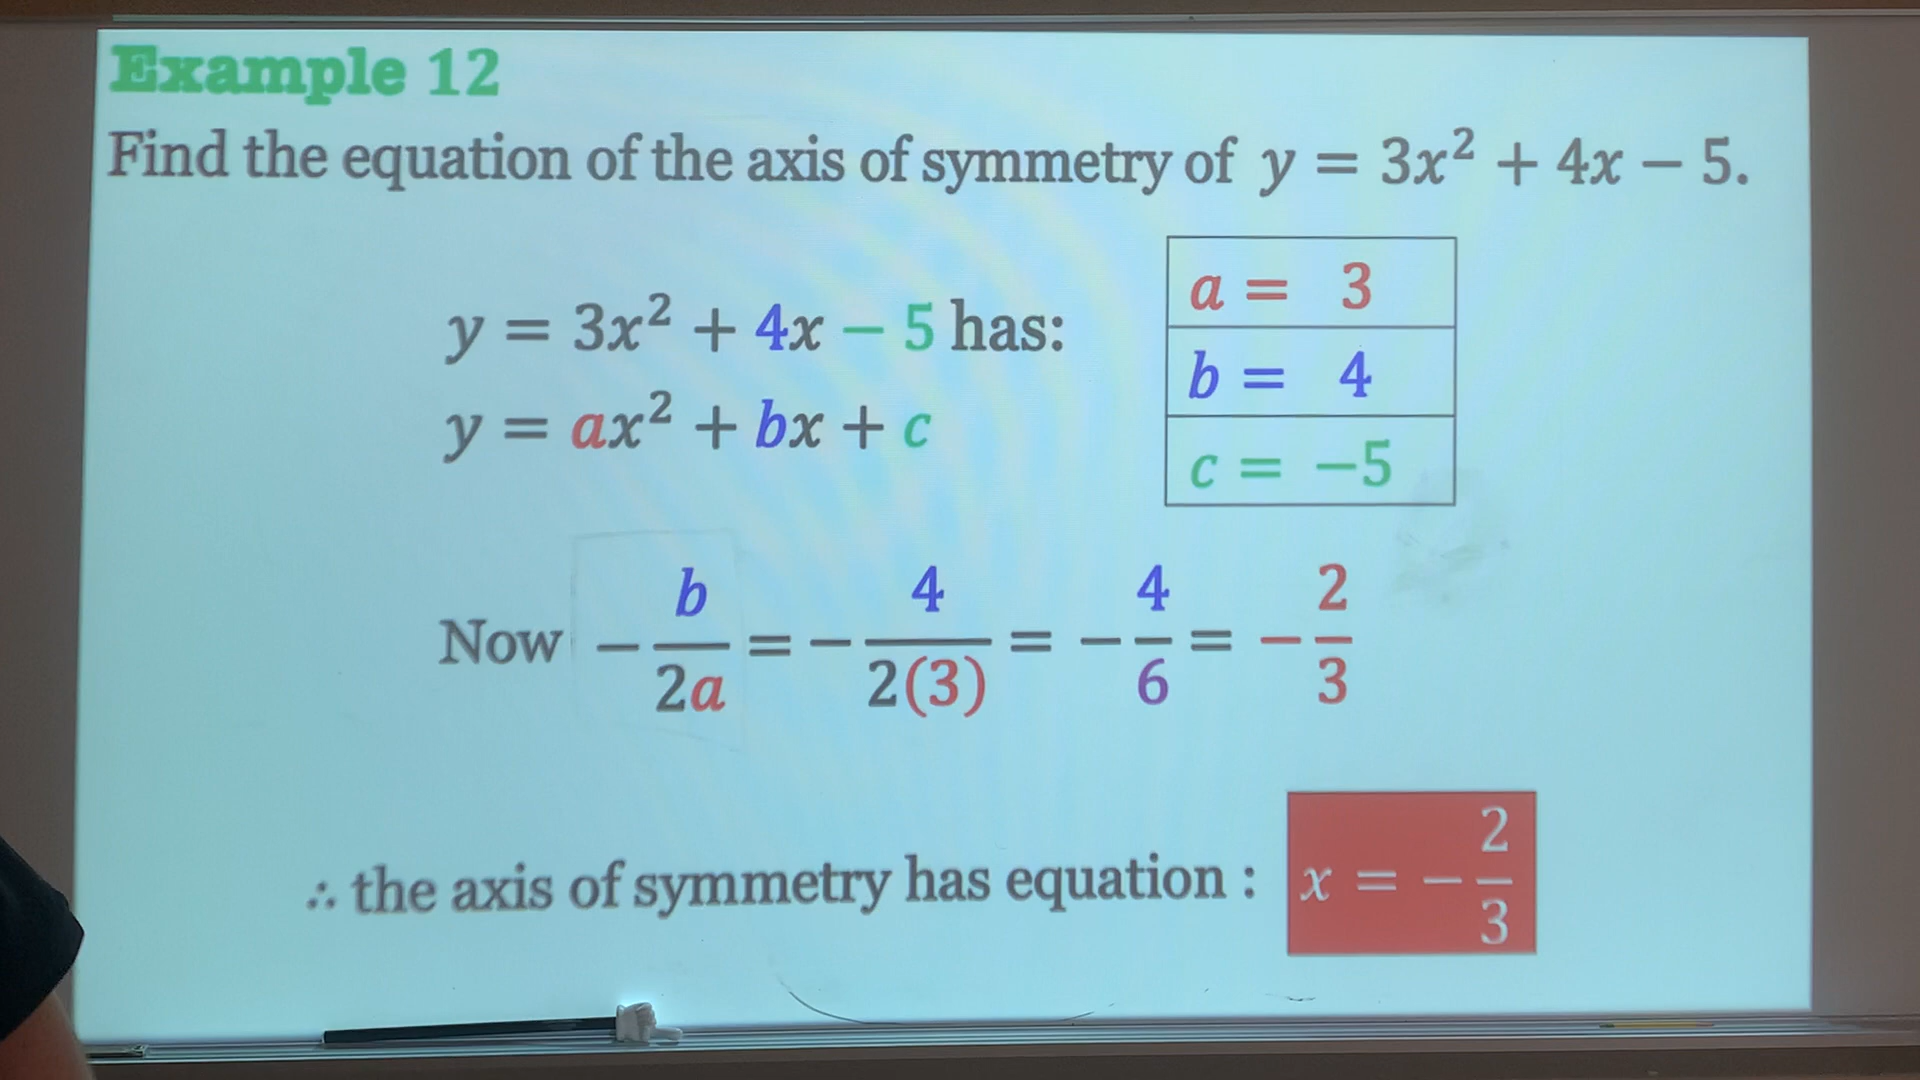 Example 12
Find the equation of the axis of symmetry of y = 3x² + 4x − 5.
y = 3x² + 4x − 5 has:
y = ax² + bx + c
a = 3
b = 4
c = −5
Now −b/2a = −4/2(3) = −4/6 = −2/3
∴ the axis of symmetry has equation : x = −2/3